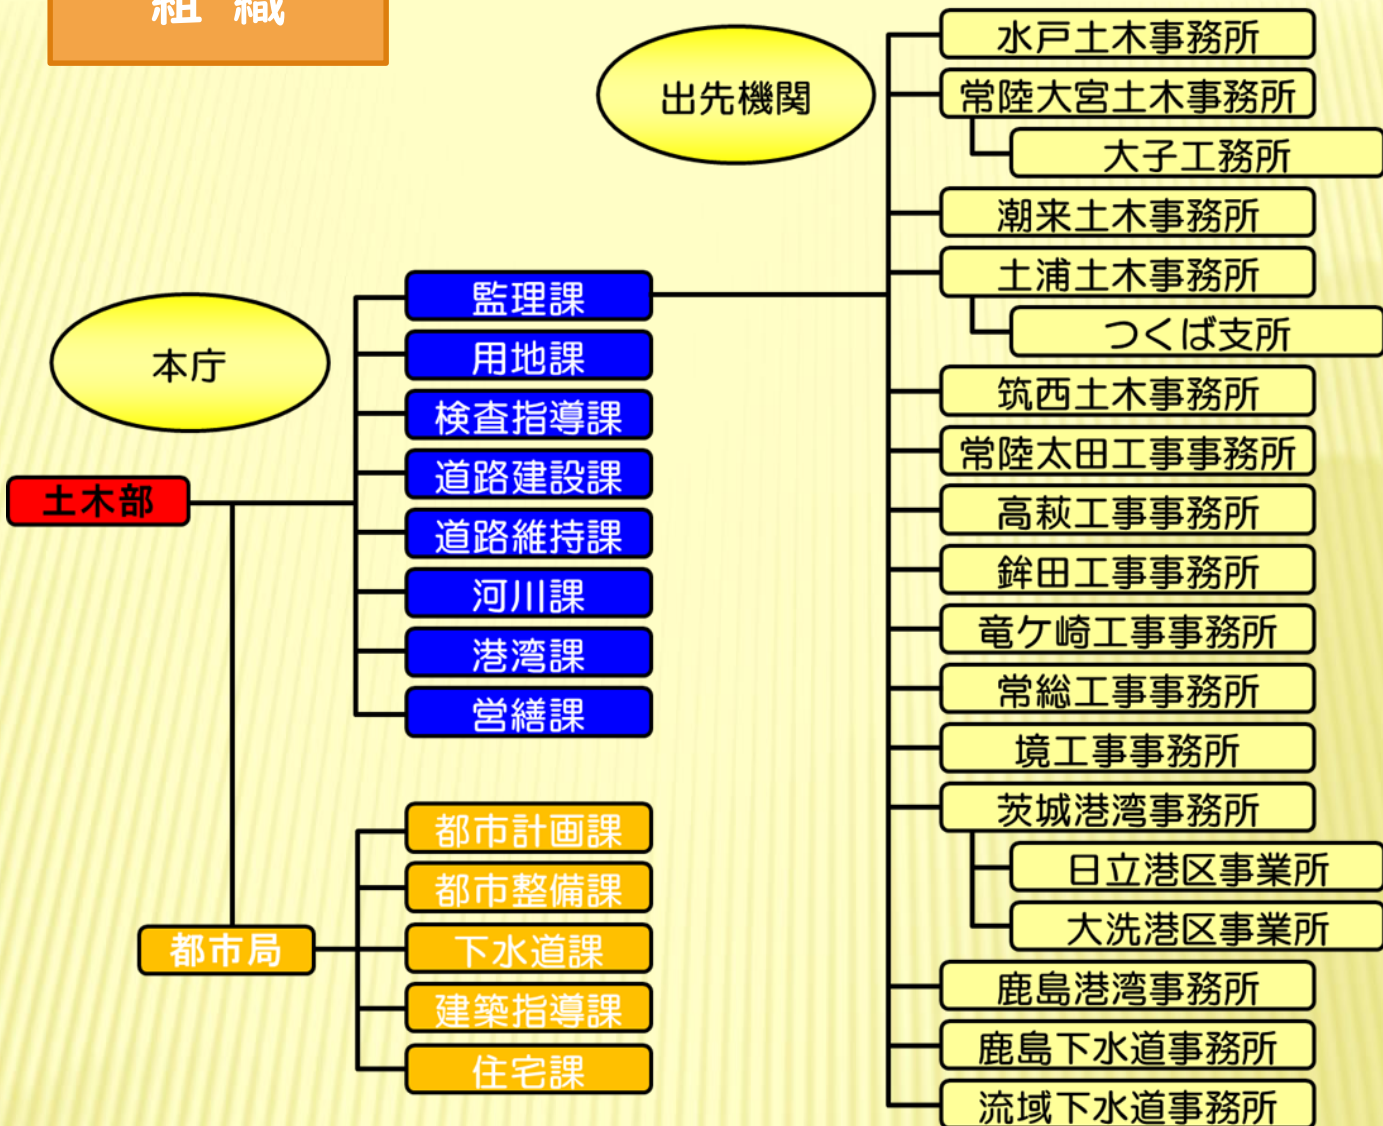 組 織
出先機関
本庁
土木部
監理課
用地課
検査指導課
道路建設課
道路維持課
河川課
港湾課
営繕課
都市局
都市計画課
都市整備課
下水道課
建築指導課
住宅課
水戸土木事務所
常陸大宮土木事務所
大子工務所
潮来土木事務所
土浦土木事務所
つくば支所
筑西土木事務所
常陸太田工事事務所
高萩工事事務所
鉾田工事事務所
竜ケ崎工事事務所
常総工事事務所
境工事事務所
茨城港湾事務所
日立港区事業所
大洗港区事業所
鹿島港湾事務所
鹿島下水道事務所
流域下水道事務所